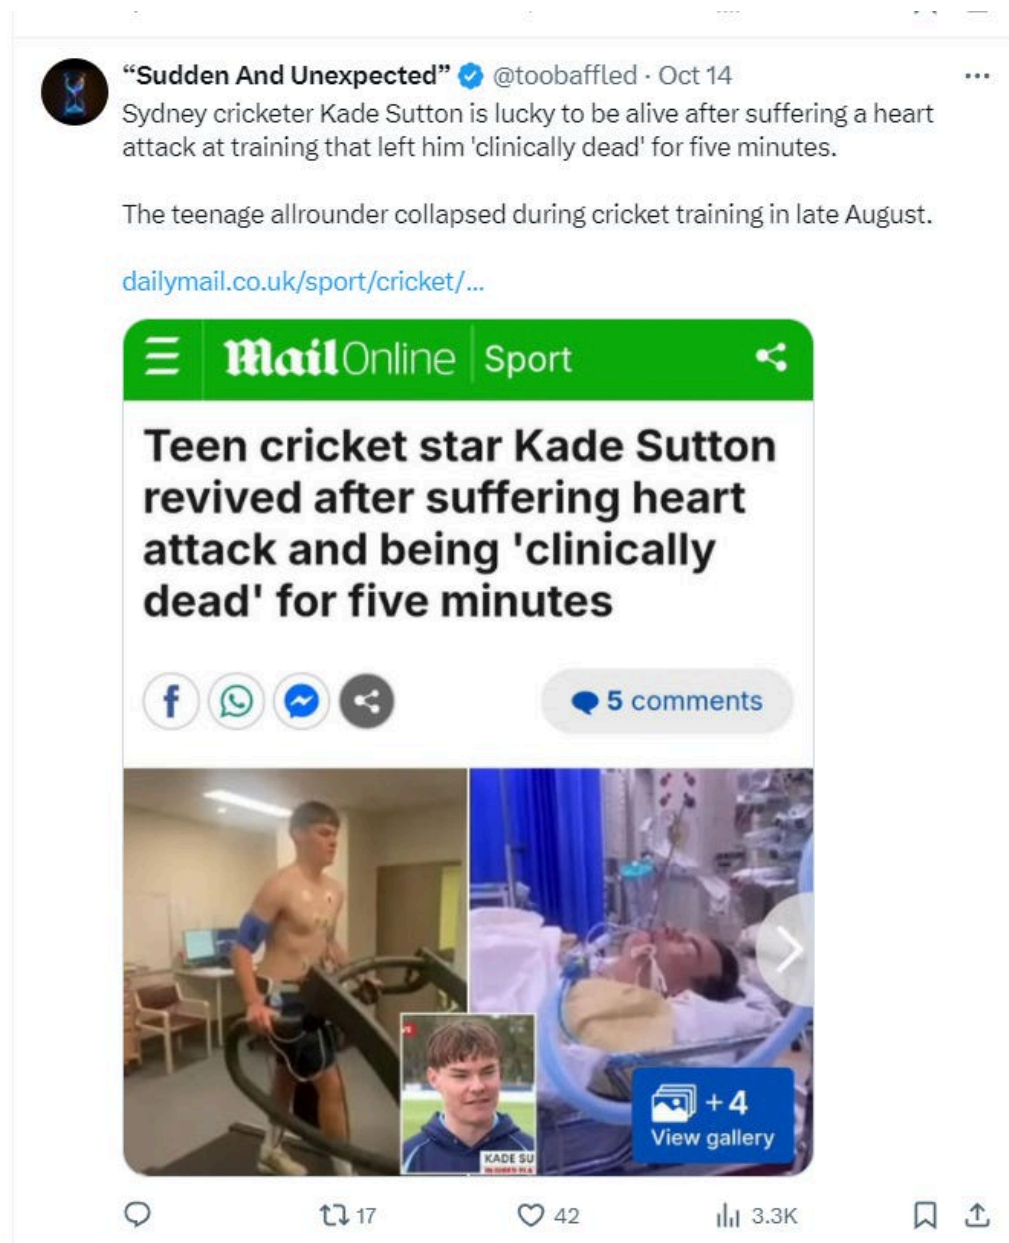 “Sudden And Unexpected” @toobaffled · Oct 14
Sydney cricketer Kade Sutton is lucky to be alive after suffering a heart
attack at training that left him 'clinically dead' for five minutes.
The teenage allrounder collapsed during cricket training in late August.
dailymail.co.uk/sport/cricket/...
Mail Online Sport
Teen cricket star Kade Sutton
revived after suffering heart
attack and being 'clinically
dead' for five minutes
5 comments
KADE SU
+4
View gallery
17 42 3.3K